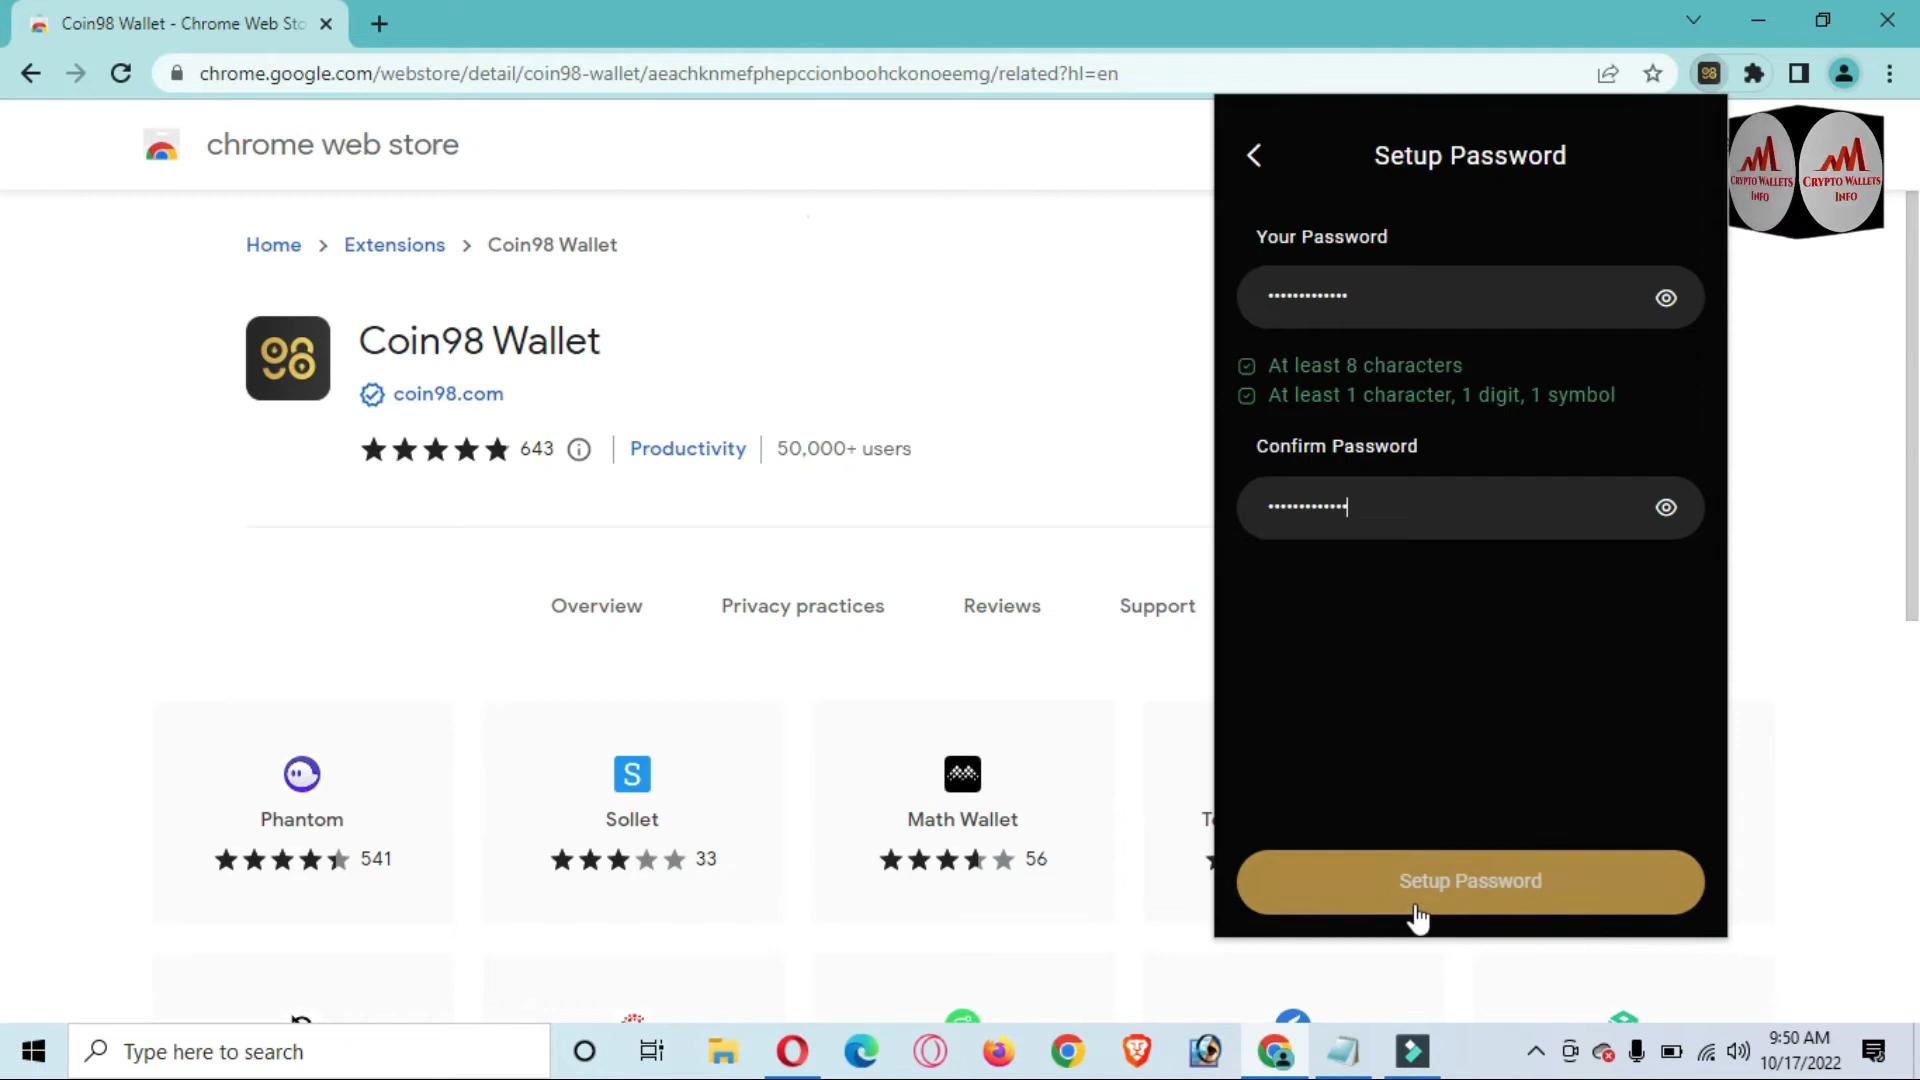 Coin98 Wallet - Chrome Web Sto
chrome.google.com/webstore/detail/coin98-wallet/aeachknmefphepccionboohckonoeemg/related?hl=en
98
chrome web store
Home > Extensions > Coin98 Wallet
98
Coin98 Wallet
coin98.com
643 Productivity 50,000+ users
Overview Privacy practices Reviews Support
S
Phantom Sollet Math Wallet
541 33 56
Setup Password
Your Password
At least 8 characters
At least 1 character, 1 digit, 1 symbol
Confirm Password
Setup Password
CRYPTO WALLETS
INFO
CRYPTO WALLETS
INFO
Type here to search
9:50 AM
10/17/2022